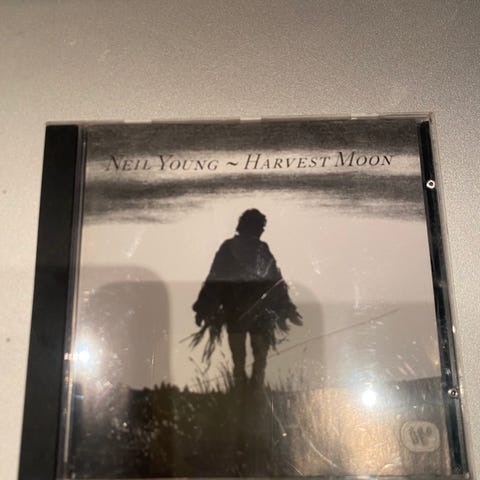 NEIL YOUNG ~ HARVEST MOON